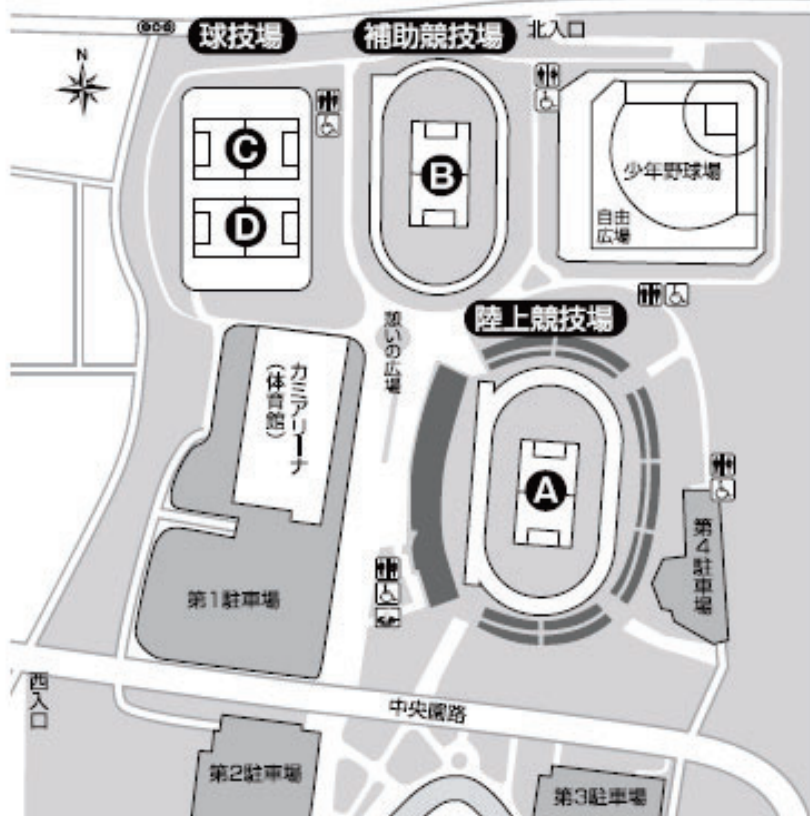 球技場
補助競技場
北入口
N
C
D
B
少年野球場
自由
広場
陸上競技場
憩いの広場
カミアリーナ
(体育館)
A
第4駐車場
第1駐車場
西入口
中央園路
第2駐車場
第3駐車場